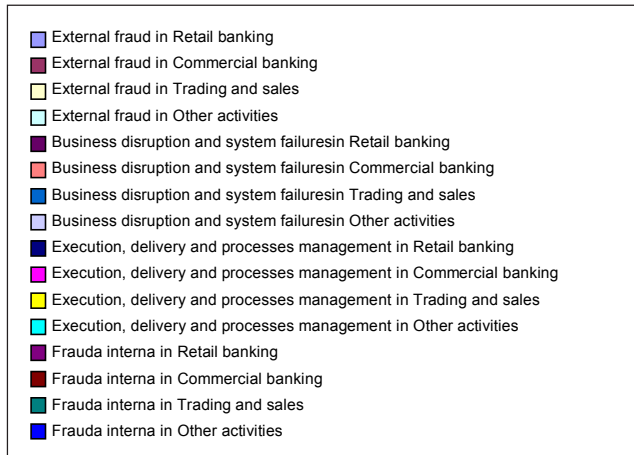 External fraud in Retail banking
External fraud in Commercial banking
External fraud in Trading and sales
External fraud in Other activities
Business disruption and system failuresin Retail banking
Business disruption and system failuresin Commercial banking
Business disruption and system failuresin Trading and sales
Business disruption and system failuresin Other activities
Execution, delivery and processes management in Retail banking
Execution, delivery and processes management in Commercial banking
Execution, delivery and processes management in Trading and sales
Execution, delivery and processes management in Other activities
Frauda interna in Retail banking
Frauda interna in Commercial banking
Frauda interna in Trading and sales
Frauda interna in Other activities